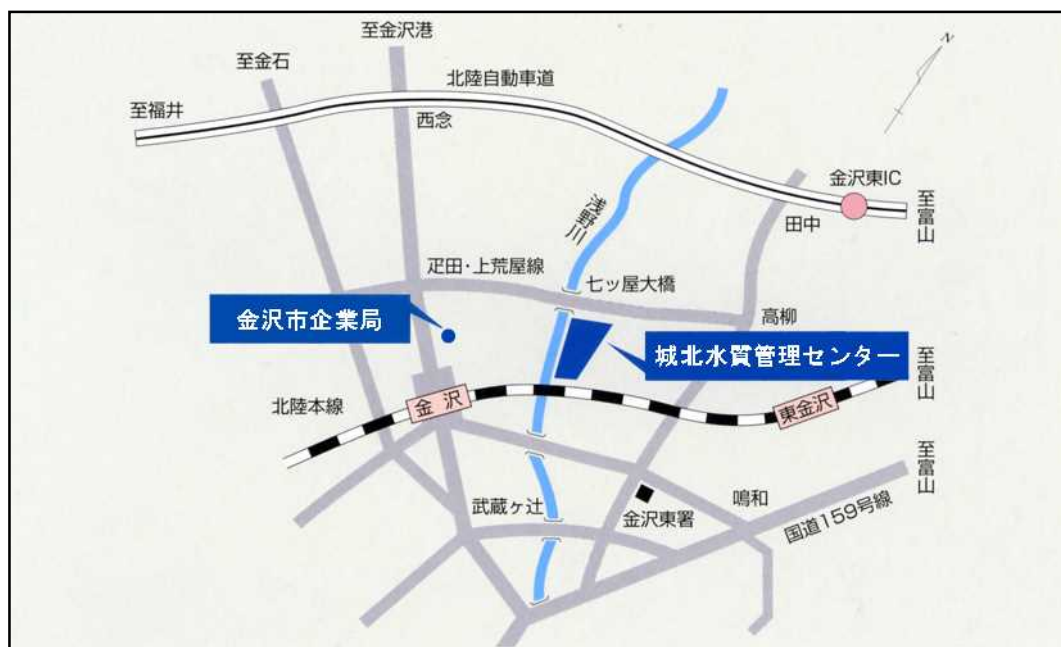 至金沢港
至金石
北陸自動車道
至福井
西念
N
金沢東IC
至富山
田中
浅野川
疋田・上荒屋線
七ッ屋大橋
金沢市企業局
高柳
城北水質管理センター
至富山
北陸本線
金沢
東金沢
至富山
武蔵ヶ辻
金沢東署
鳴和
国道159号線